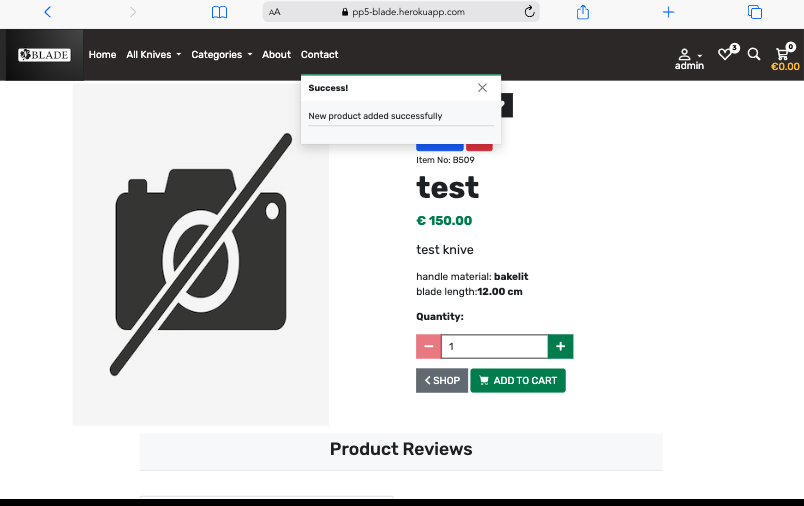 AA pp5-blade.herokuapp.com
BLADE Home All Knives Categories About Contact
3
0
admin
€0.00
Success!
New product added successfully
Item No: B509
test
€ 150.00
test knive
handle material: bakelit
blade length:12.00 cm
Quantity:
1
SHOP ADD TO CART
Product Reviews